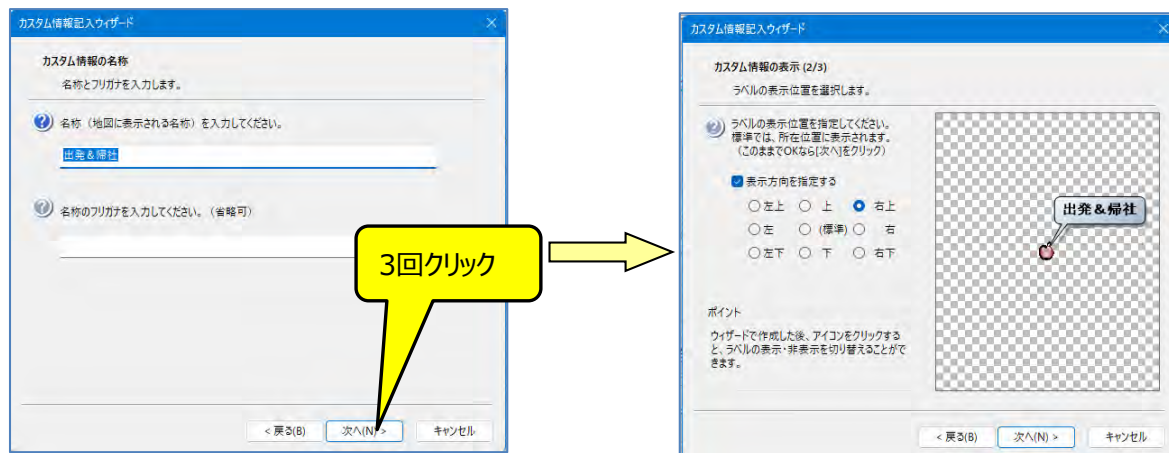 カスタム情報記入ウィザード
カスタム情報の名称
名称とフリガナを入力します。
名称（地図に表示される名称）を入力してください。
出発＆帰社
名称のフリガナを入力してください。（省略可）
3回クリック
< 戻る(B) 次へ(N) > キャンセル
カスタム情報記入ウィザード
カスタム情報の表示 (2/3)
ラベルの表示位置を選択します。
ラベルの表示位置を指定してください。
標準では、所在位置に表示されます。
（このままでOKなら[次へ]をクリック）
表示方向を指定する
左上 上 右上
左 (標準) 右
左下 下 右下
出発＆帰社
ポイント
ウィザードで作成した後、アイコンをクリックする
と、ラベルの表示・非表示を切り替えることがで
きます。
< 戻る(B) 次へ(N) > キャンセル